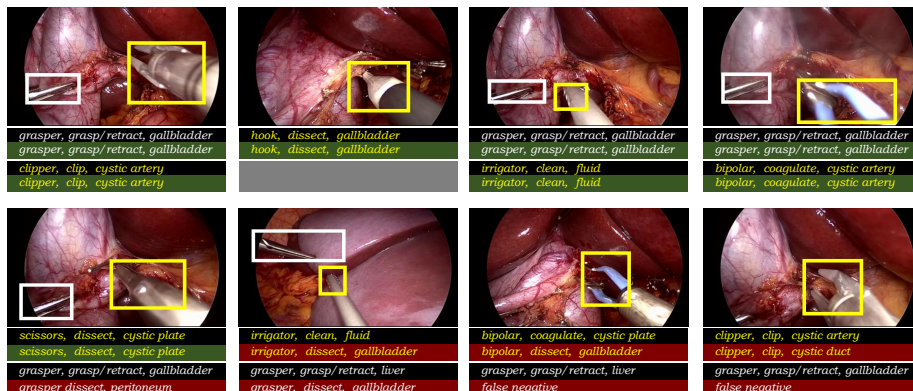 grasper, grasp/retract, gallbladder
grasper, grasp/retract, gallbladder
clipper, clip, cystic artery
clipper, clip, cystic artery
hook, dissect, gallbladder
hook, dissect, gallbladder
grasper, grasp/retract, gallbladder
grasper, grasp/retract, gallbladder
irrigator, clean, fluid
irrigator, clean, fluid
grasper, grasp/retract, gallbladder
grasper, grasp/retract, gallbladder
bipolar, coagulate, cystic artery
bipolar, coagulate, cystic artery
scissors, dissect, cystic plate
scissors, dissect, cystic plate
grasper, grasp/retract, gallbladder
grasper dissect, peritoneum
irrigator, clean, fluid
irrigator, dissect, gallbladder
grasper, grasp/retract, liver
grasper, dissect, gallbladder
bipolar, coagulate, cystic plate
bipolar, dissect, gallbladder
grasper, grasp/retract, liver
false negative
clipper, clip, cystic artery
clipper, clip, cystic duct
grasper, grasp/retract, gallbladder
false negative